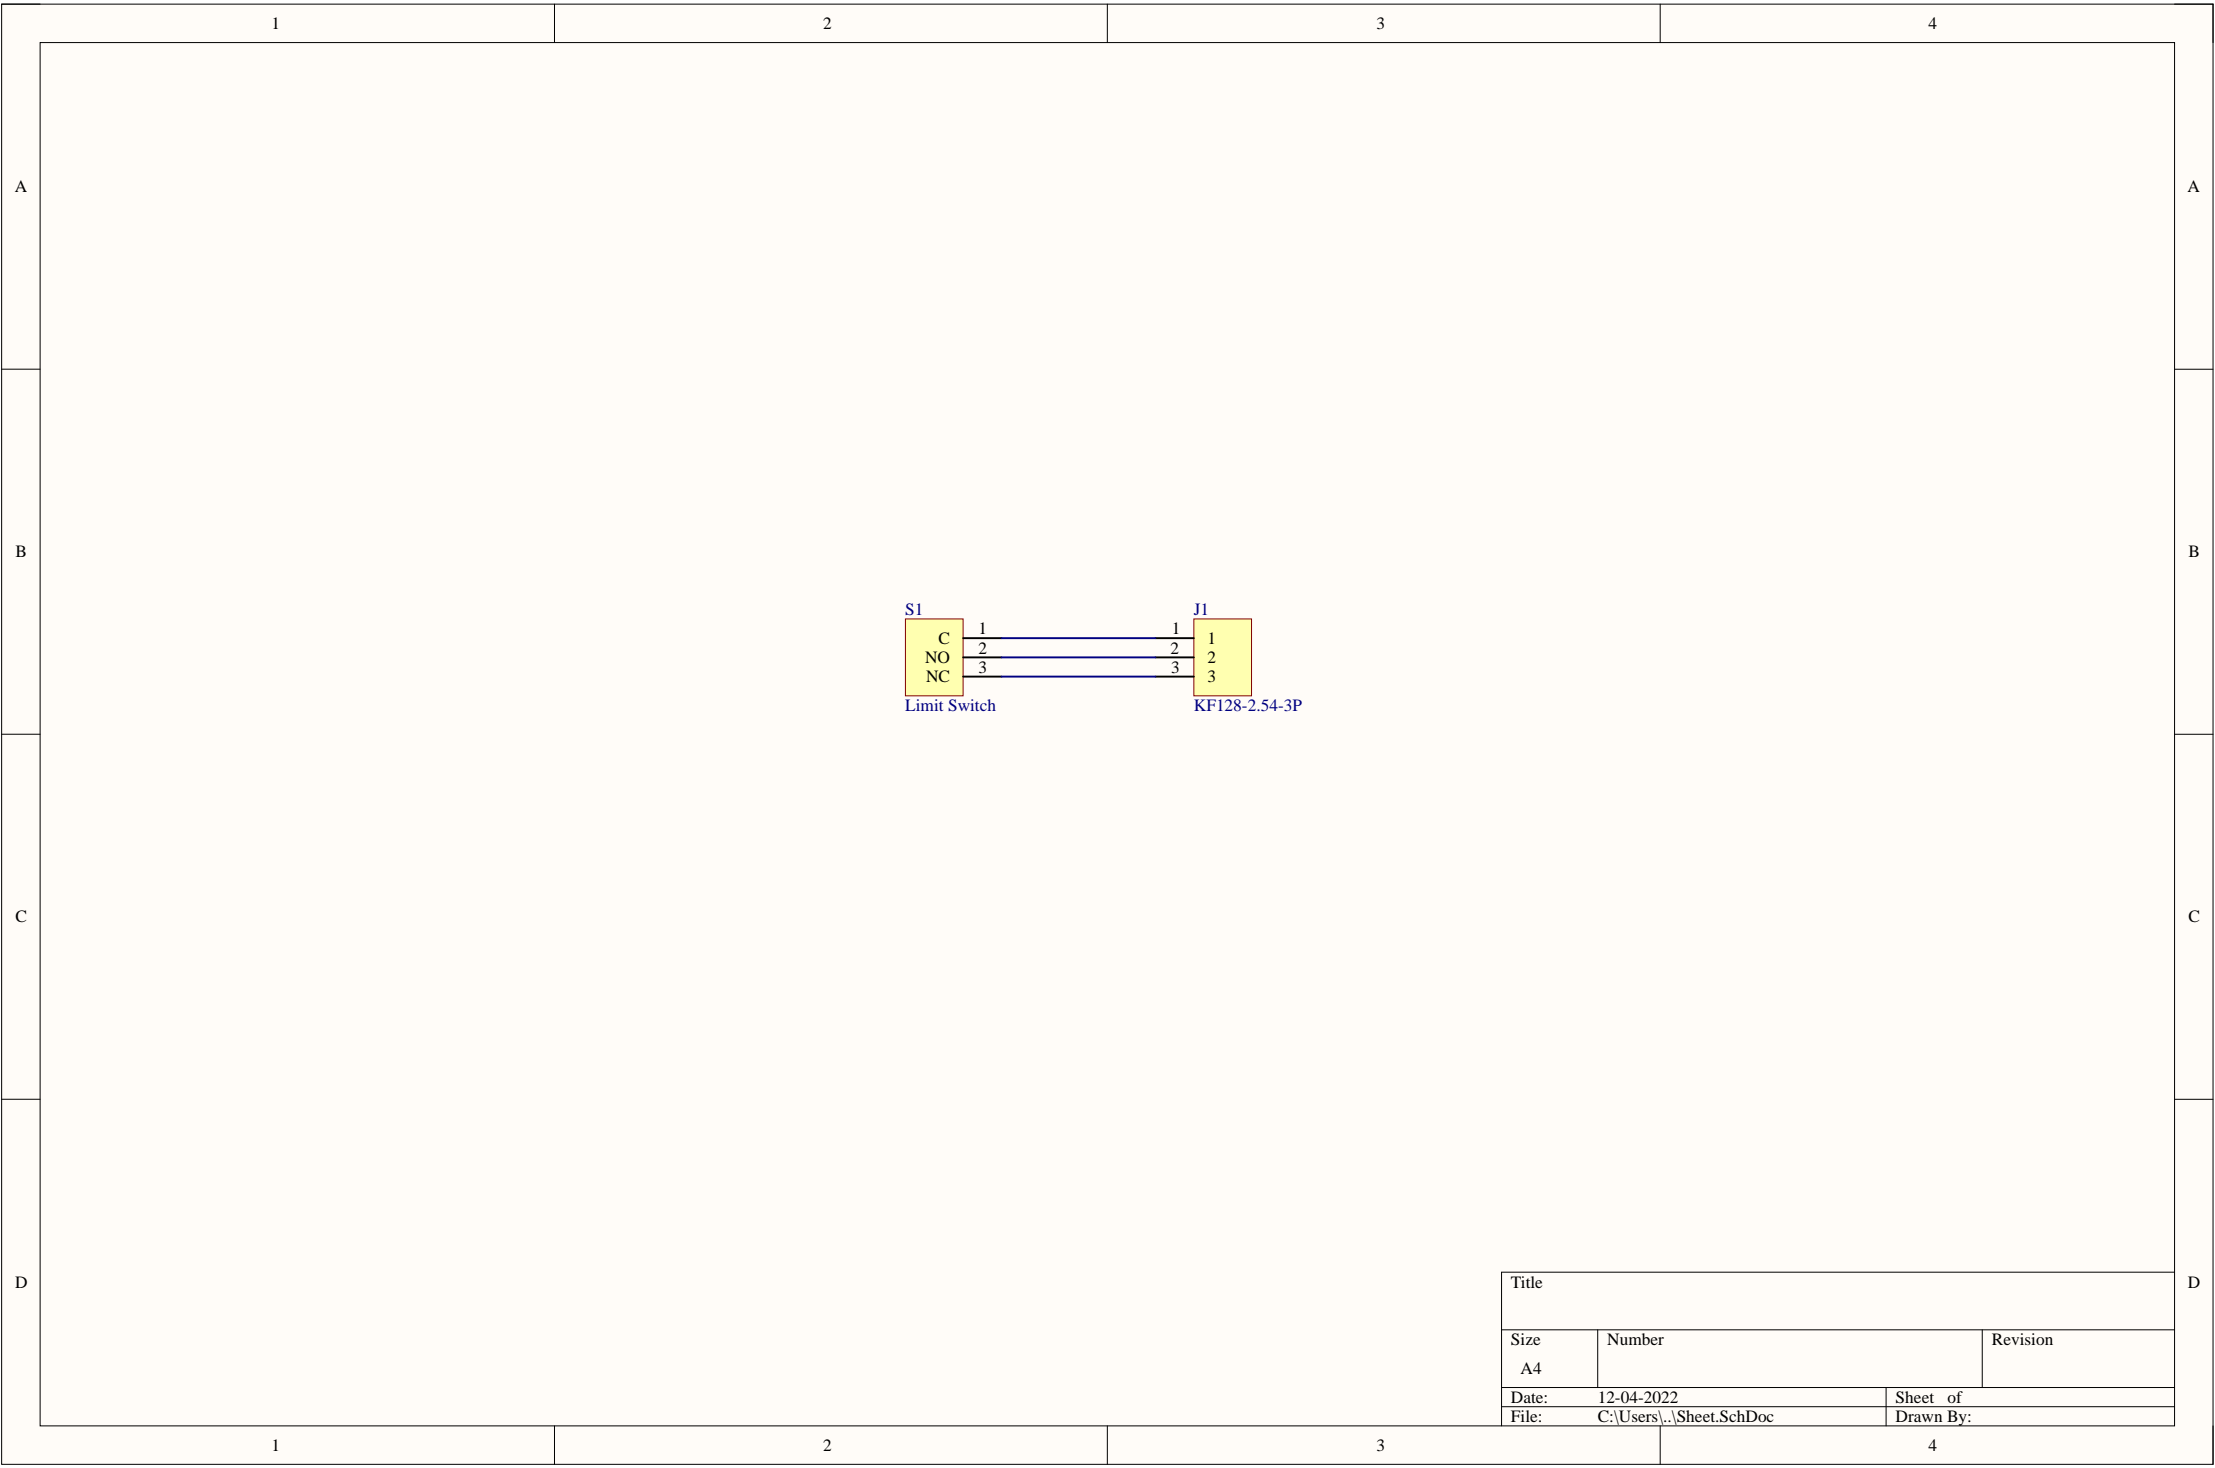 1 2 3 4
A A
B B
S1 J1
C 1 1 1
NO 2 2 2
NC 3 3 3
Limit Switch KF128-2.54-3P
C C
D D
Title
Size Number Revision
A4
Date: 12-04-2022 Sheet of
File: C:\Users\..\Sheet.SchDoc Drawn By:
1 2 3 4